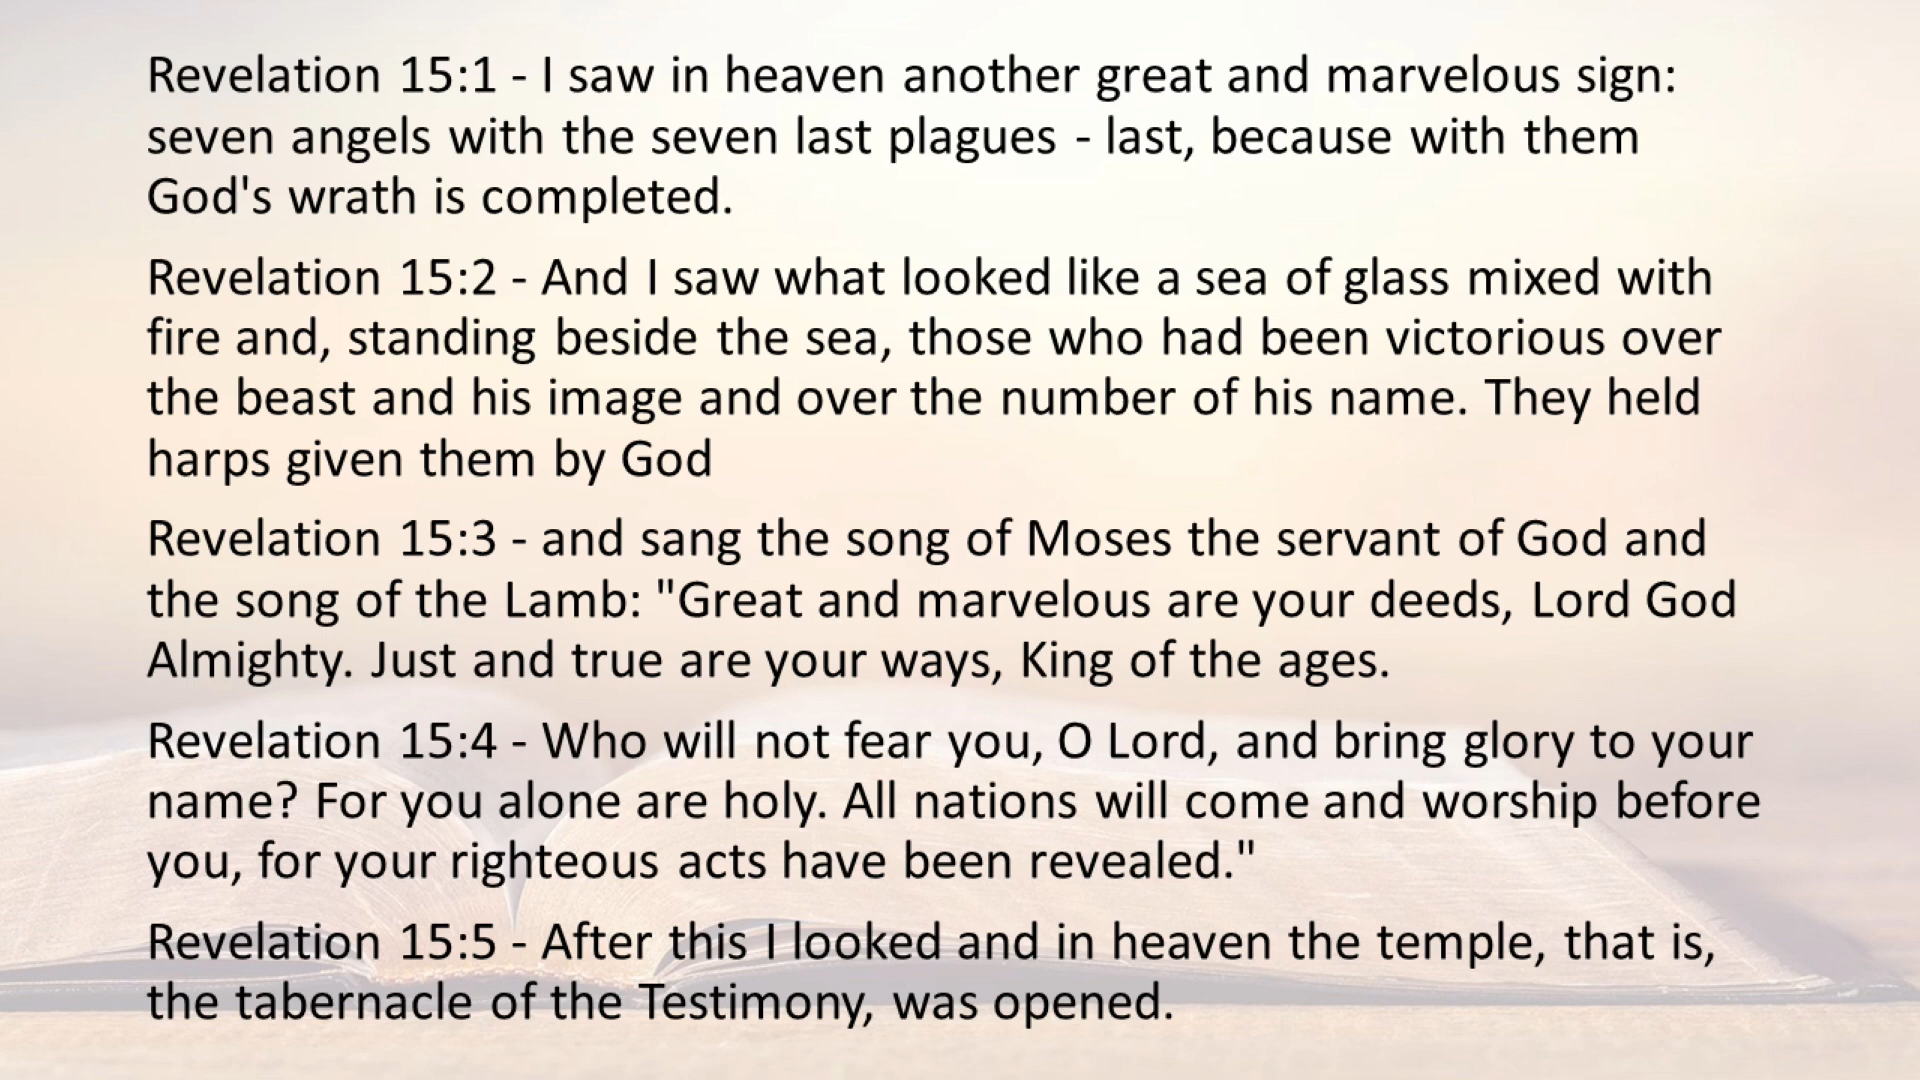 Revelation 15:1 - I saw in heaven another great and marvelous sign:
seven angels with the seven last plagues - last, because with them
God's wrath is completed.
Revelation 15:2 - And I saw what looked like a sea of glass mixed with
fire and, standing beside the sea, those who had been victorious over
the beast and his image and over the number of his name. They held
harps given them by God
Revelation 15:3 - and sang the song of Moses the servant of God and
the song of the Lamb: "Great and marvelous are your deeds, Lord God
Almighty. Just and true are your ways, King of the ages.
Revelation 15:4 - Who will not fear you, O Lord, and bring glory to your
name? For you alone are holy. All nations will come and worship before
you, for your righteous acts have been revealed."
Revelation 15:5 - After this I looked and in heaven the temple, that is,
the tabernacle of the Testimony, was opened.